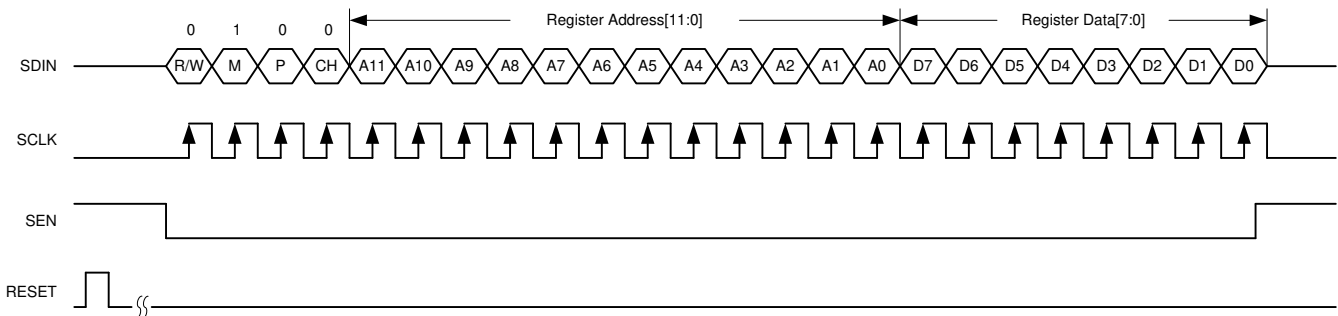 0 1 0 0 Register Address[11:0] Register Data[7:0]
SDIN R/W M P CH A11 A10 A9 A8 A7 A6 A5 A4 A3 A2 A1 A0 D7 D6 D5 D4 D3 D2 D1 D0
SCLK
SEN
RESET